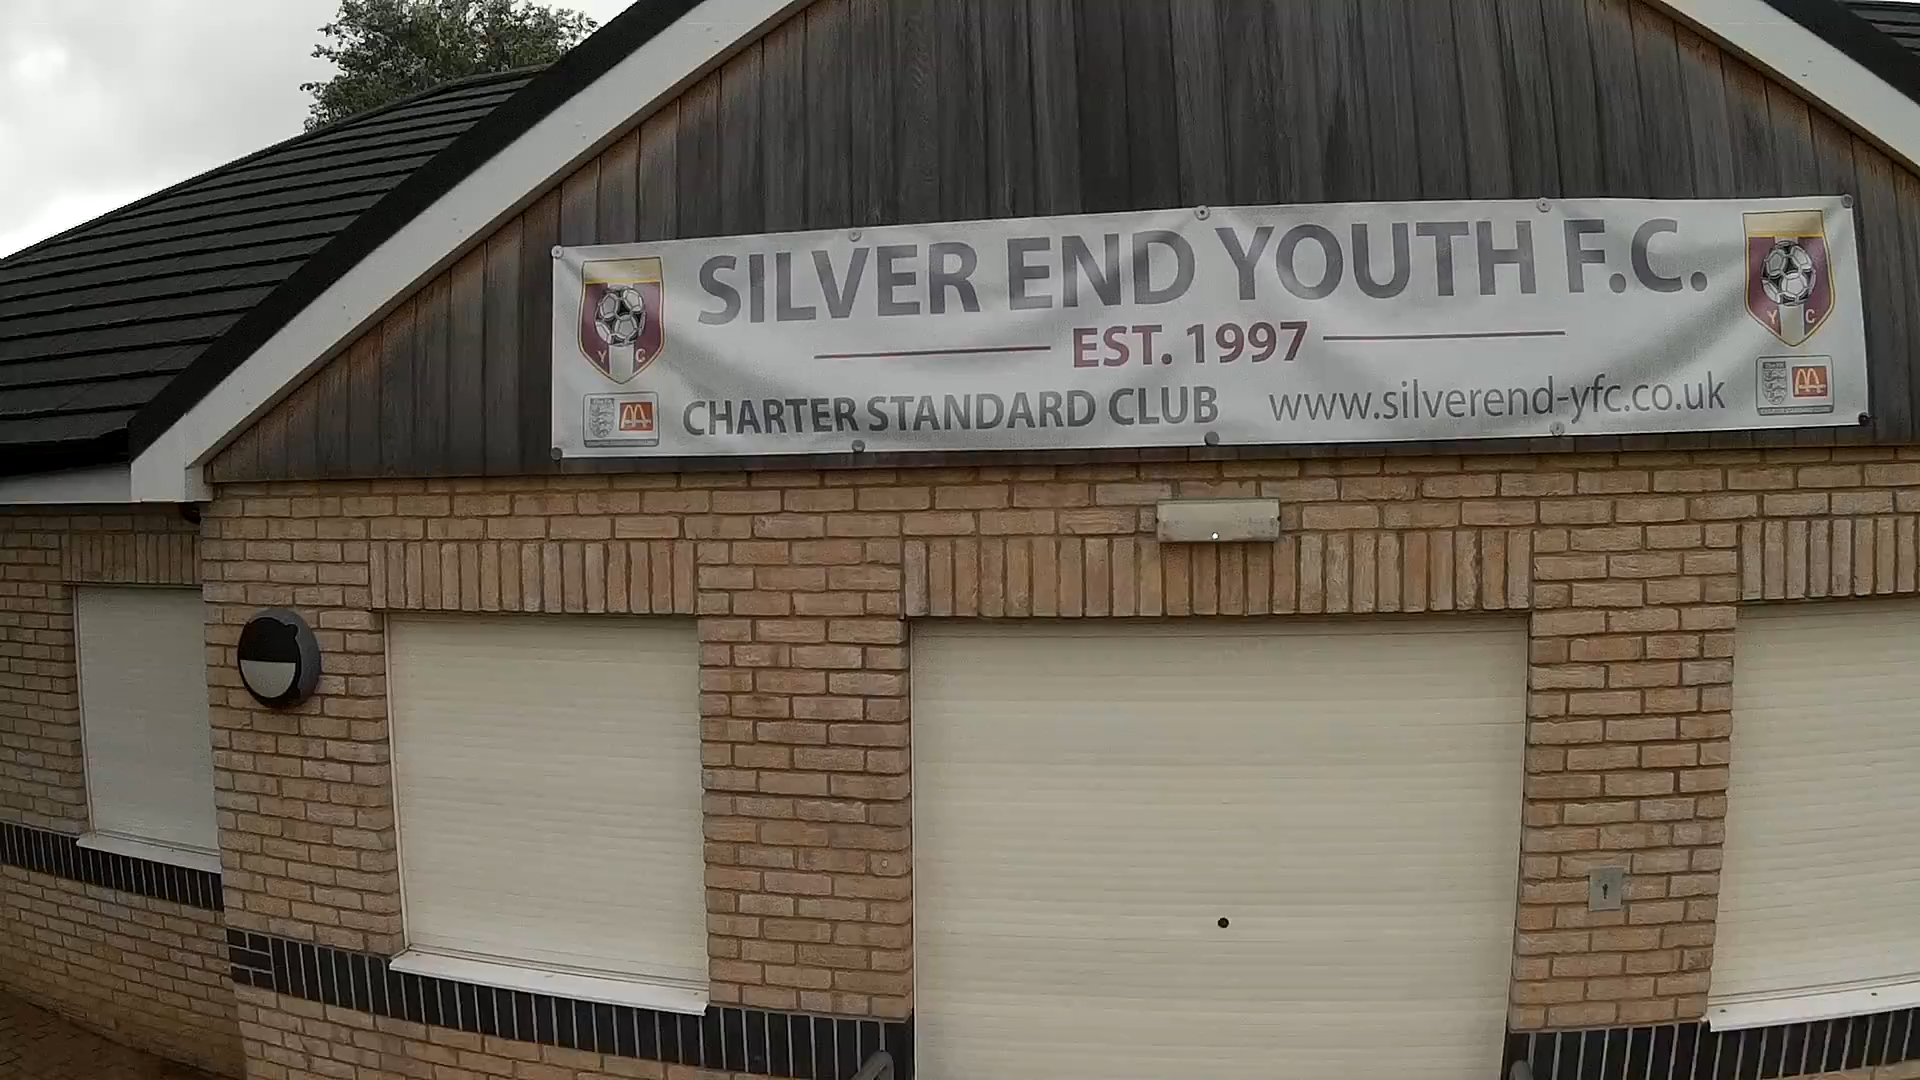 SILVER END YOUTH F.C.
EST. 1997
CHARTER STANDARD CLUB www.silverend-yfc.co.uk
Y C
Y C